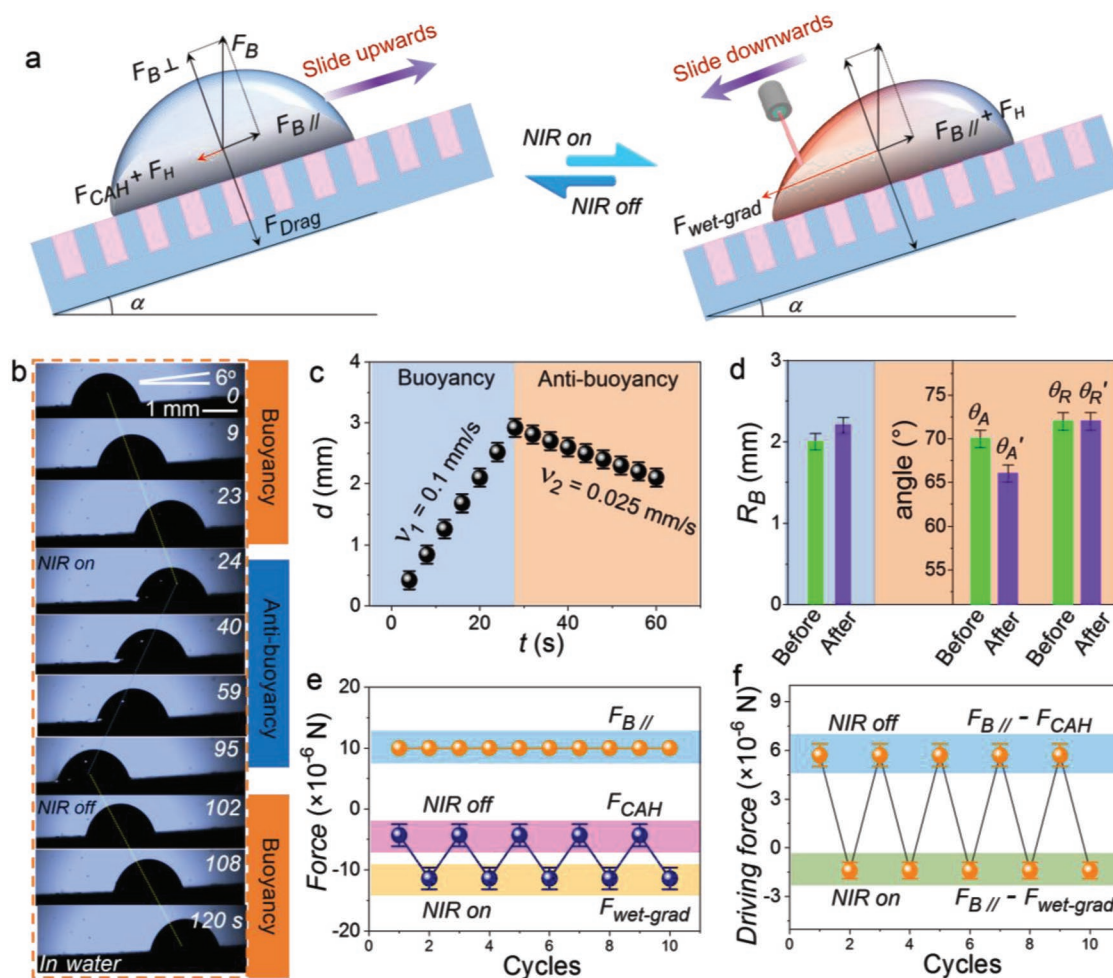 a
F_B⊥
F_B
Slide upwards
F_B//
F_CAH + F_H
F_Drag
α
NIR on
NIR off
Slide downwards
F_B// + F_H
F_wet-grad
α
b
6°
0
1 mm
9
23
NIR on
24
40
59
95
NIR off
102
108
120 s
In water
Buoyancy
Anti-buoyancy
Buoyancy
c
Buoyancy
Anti-buoyancy
4
3
2
1
0
d (mm)
ν₁ = 0.1 mm/s
ν₂ = 0.025 mm/s
0
20
40
60
t (s)
d
3
2
1
0
R_B (mm)
Before
After
75
70
65
60
55
angle (°)
θ_A
θ_A'
θ_R
θ_R'
Before
After
Before
After
e
20
10
0
-10
-20
Force (×10⁻⁶ N)
F_B//
NIR off
F_CAH
NIR on
F_wet-grad
0 2 4 6 8 10
Cycles
f
9
6
3
0
-3
Driving force (×10⁻⁶ N)
NIR off
F_B// - F_CAH
NIR on
F_B// - F_wet-grad
0 2 4 6 8 10
Cycles